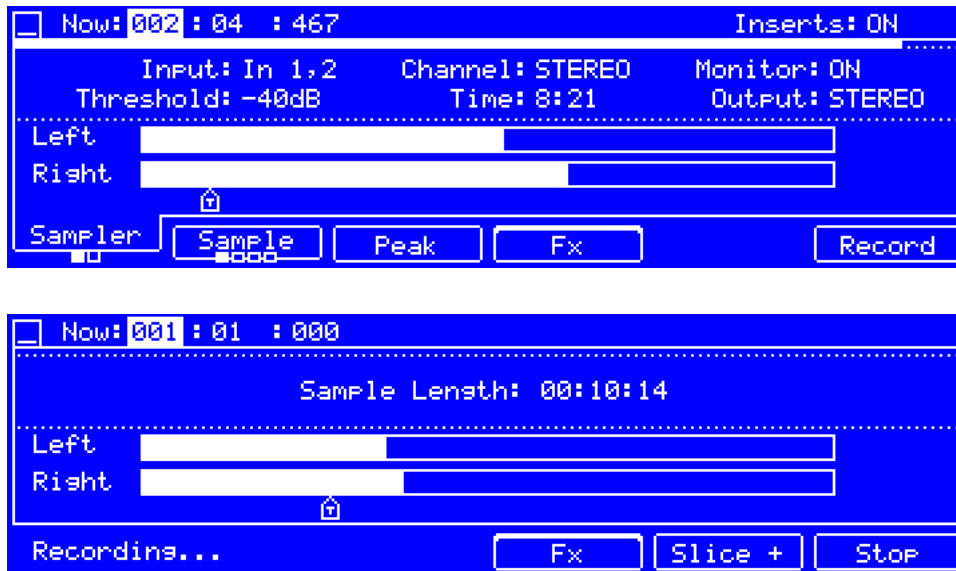 Now: 002 : 04 : 467 Inserts: ON
Input: In 1,2 Channel: STEREO Monitor: ON
Threshold: -40dB Time: 8:21 Output: STEREO
Left
Right
T
Sampler Sample Peak Fx Record
Now: 001 : 01 : 000
Sample Length: 00:10:14
Left
Right
T
Recording... Fx Slice + Stop